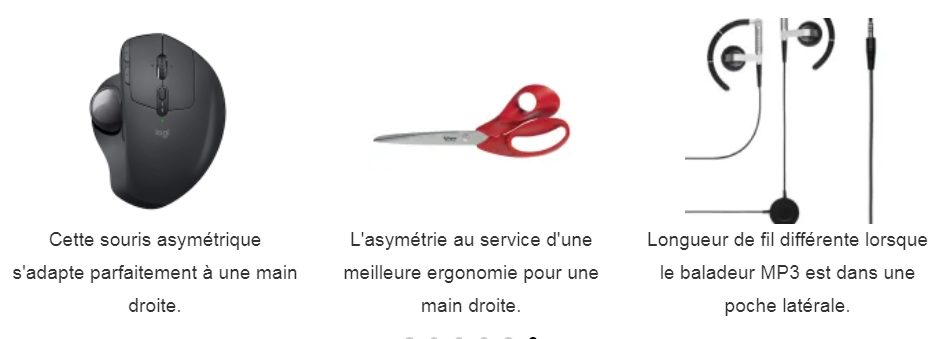 logi
Cette souris asymétrique
s'adapte parfaitement à une main
droite.
L'asymétrie au service d'une
meilleure ergonomie pour une
main droite.
Longueur de fil différente lorsque
le baladeur MP3 est dans une
poche latérale.